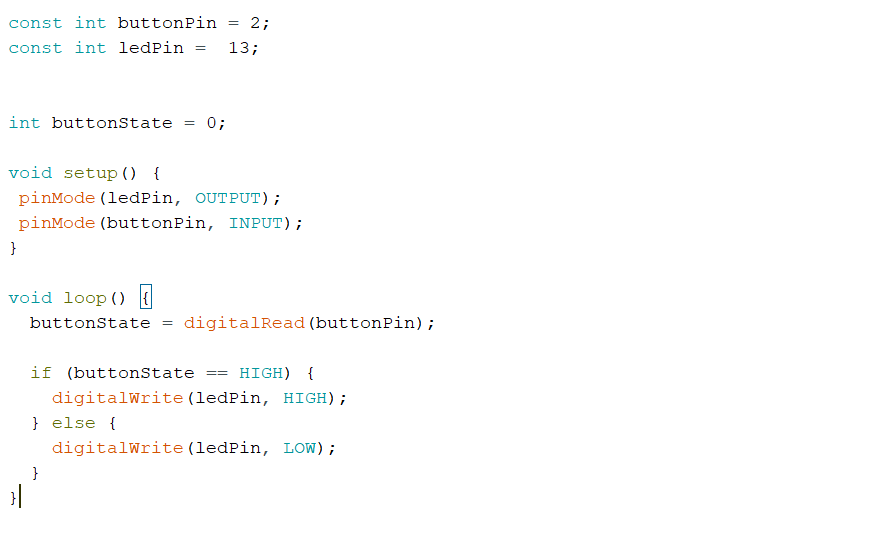 const int buttonPin = 2;
const int ledPin =  13;
int buttonState = 0;
void setup() {
 pinMode(ledPin, OUTPUT);
 pinMode(buttonPin, INPUT);
}
void loop() {
  buttonState = digitalRead(buttonPin);
  if (buttonState == HIGH) {
    digitalWrite(ledPin, HIGH);
  } else {
    digitalWrite(ledPin, LOW);
  }
}